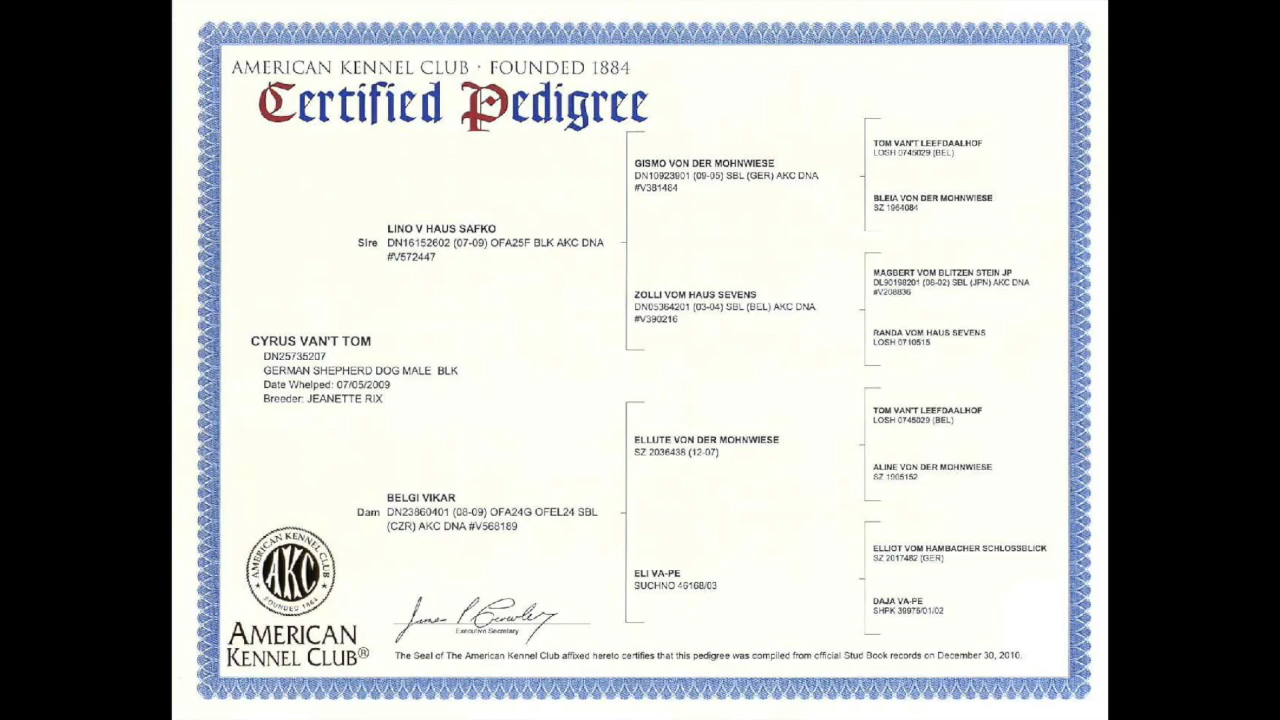 AMERICAN KENNEL CLUB · FOUNDED 1884
Certified Pedigree
TOM VAN'T LEEFDAALHOF
LOSH 0745029 (BEL)
GISMO VON DER MOHNWIESE
DN10923901 (09-05) SBL (GER) AKC DNA
#V381484
BLEIA VON DER MOHNWIESE
SZ 1964084
LINO V HAUS SAFKO
Sire DN16152602 (07-09) OFA25F BLK AKC DNA
#V572447
MAGBERT VOM BLITZEN STEIN JP
DL90198201 (08-02) SBL (JPN) AKC DNA
#V208836
ZOLLI VOM HAUS SEVENS
DN05364201 (03-04) SBL (BEL) AKC DNA
#V390216
RANDA VOM HAUS SEVENS
LOSH 0710515
CYRUS VAN'T TOM
DN25735207
GERMAN SHEPHERD DOG MALE BLK
Date Whelped: 07/05/2009
Breeder: JEANETTE RIX
TOM VAN'T LEEFDAALHOF
LOSH 0745029 (BEL)
ELLUTE VON DER MOHNWIESE
SZ 2036438 (12-07)
ALINE VON DER MOHNWIESE
SZ 1905152
BELGI VIKAR
Dam DN23860401 (08-09) OFA24G OFEL24 SBL
(CZR) AKC DNA #V568189
ELLIOT VOM HAMBACHER SCHLOSSBLICK
SZ 2017482 (GER)
ELI VA-PE
SUCHNO 46168/03
DAJA VA-PE
SHPK 39975/01/02
AMERICAN KENNEL CLUB
AKC
FOUNDED 1884
Executive Secretary
AMERICAN
KENNEL CLUB®
The Seal of The American Kennel Club affixed hereto certifies that this pedigree was compiled from official Stud Book records on December 30, 2010.